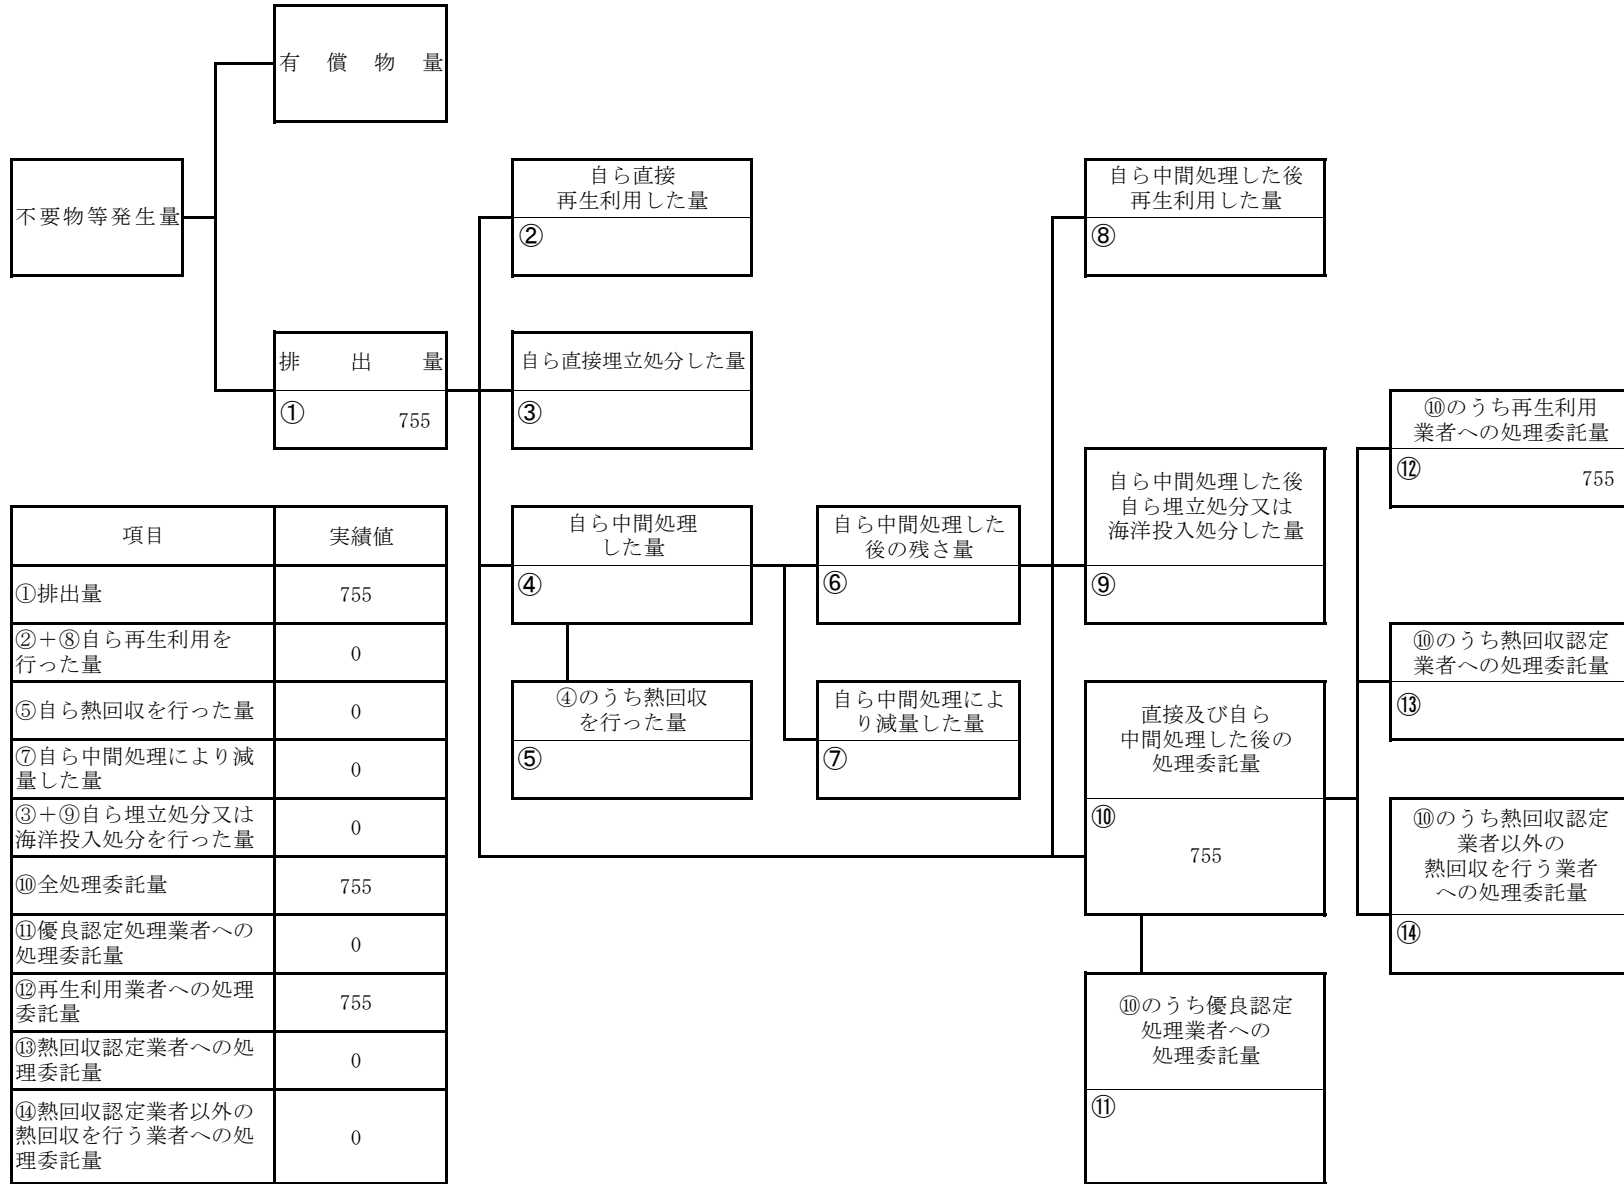 有償物量
不要物等発生量
自ら直接
再生利用した量
②
自ら中間処理した後
再生利用した量
⑧
排出量
① 755
自ら直接埋立処分した量
③
⑩のうち再生利用
業者への処理委託量
⑫ 755
自ら中間処理
した量
④
自ら中間処理した
後の残さ量
⑥
自ら中間処理した後
自ら埋立処分又は
海洋投入処分した量
⑨
⑩のうち熱回収認定
業者への処理委託量
⑬
④のうち熱回収
を行った量
⑤
自ら中間処理によ
り減量した量
⑦
直接及び自ら
中間処理した後の
処理委託量
⑩
755
⑩のうち熱回収認定
業者以外の
熱回収を行う業者
への処理委託量
⑭
⑩のうち優良認定
処理業者への
処理委託量
⑪
項目 実績値
①排出量 755
②+⑧自ら再生利用を
行った量 0
⑤自ら熱回収を行った量 0
⑦自ら中間処理により減
量した量 0
③+⑨自ら埋立処分又は
海洋投入処分を行った量 0
⑩全処理委託量 755
⑪優良認定処理業者への
処理委託量 0
⑫再生利用業者への処理
委託量 755
⑬熱回収認定業者への処
理委託量 0
⑭熱回収認定業者以外の
熱回収を行う業者への処
理委託量 0